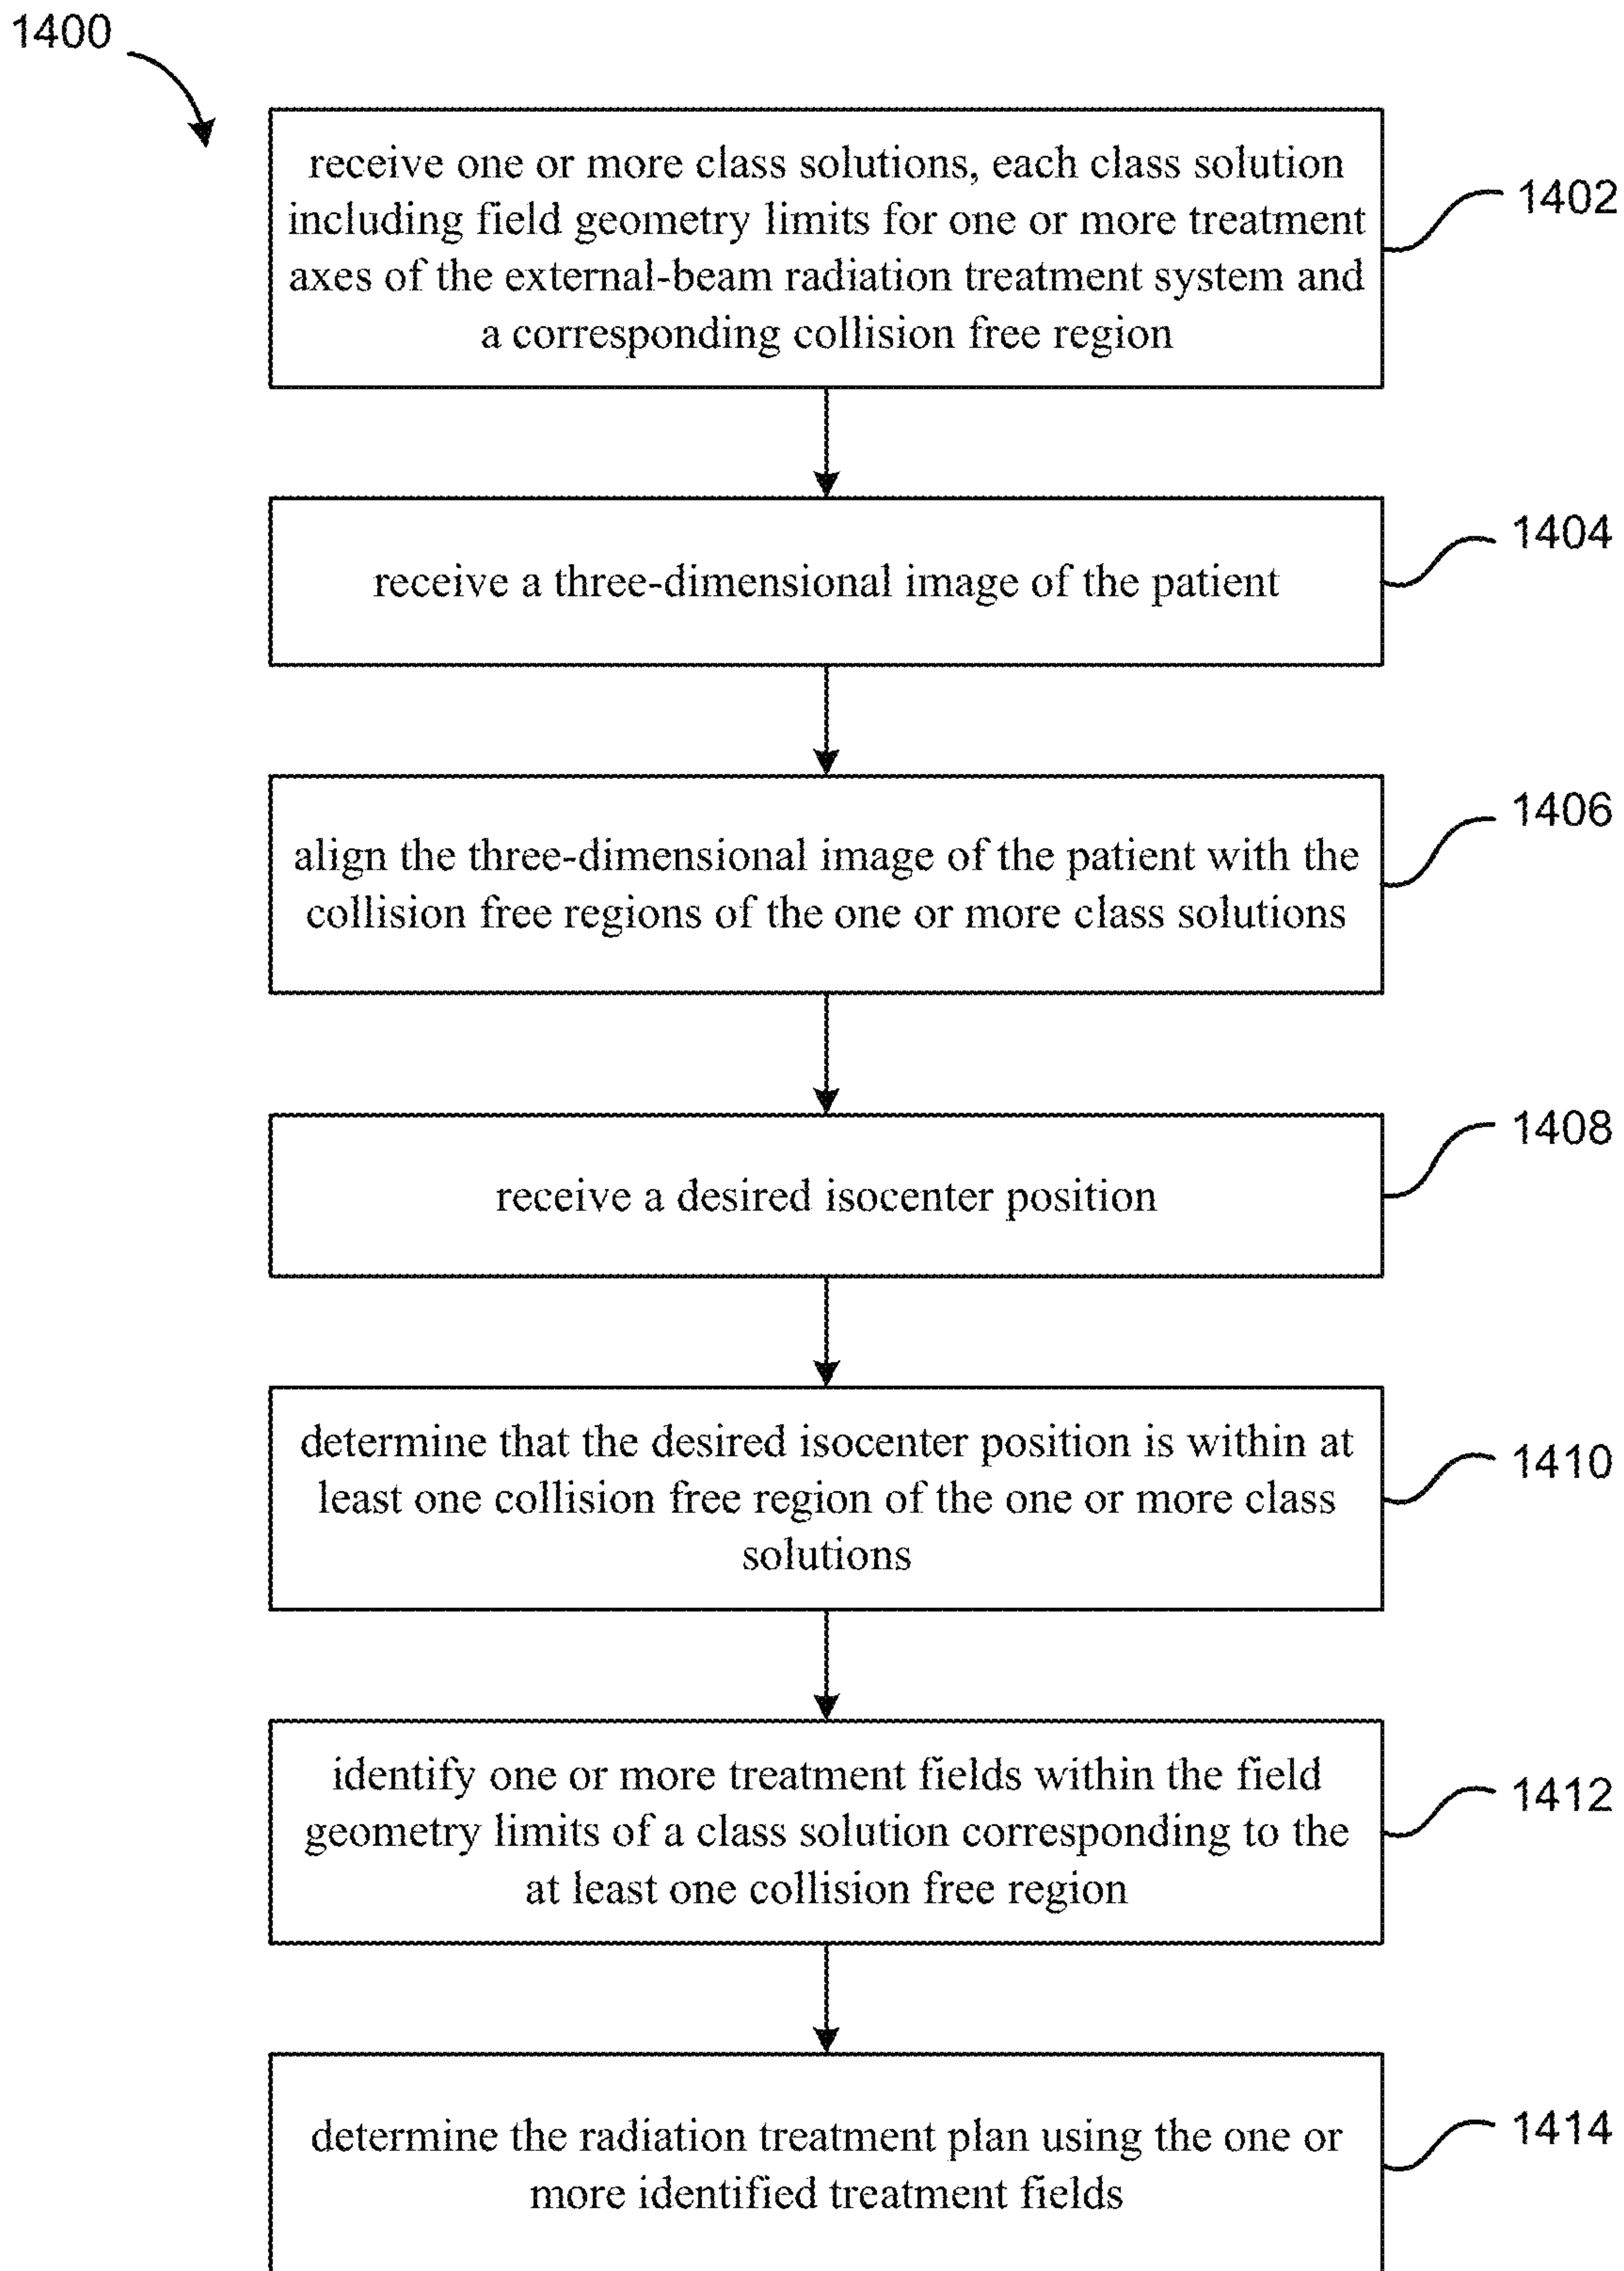 1400
receive one or more class solutions, each class solution
including field geometry limits for one or more treatment
axes of the external-beam radiation treatment system and
a corresponding collision free region
1402
receive a three-dimensional image of the patient
1404
align the three-dimensional image of the patient with the
collision free regions of the one or more class solutions
1406
receive a desired isocenter position
1408
determine that the desired isocenter position is within at
least one collision free region of the one or more class
solutions
1410
identify one or more treatment fields within the field
geometry limits of a class solution corresponding to the
at least one collision free region
1412
determine the radiation treatment plan using the one or
more identified treatment fields
1414